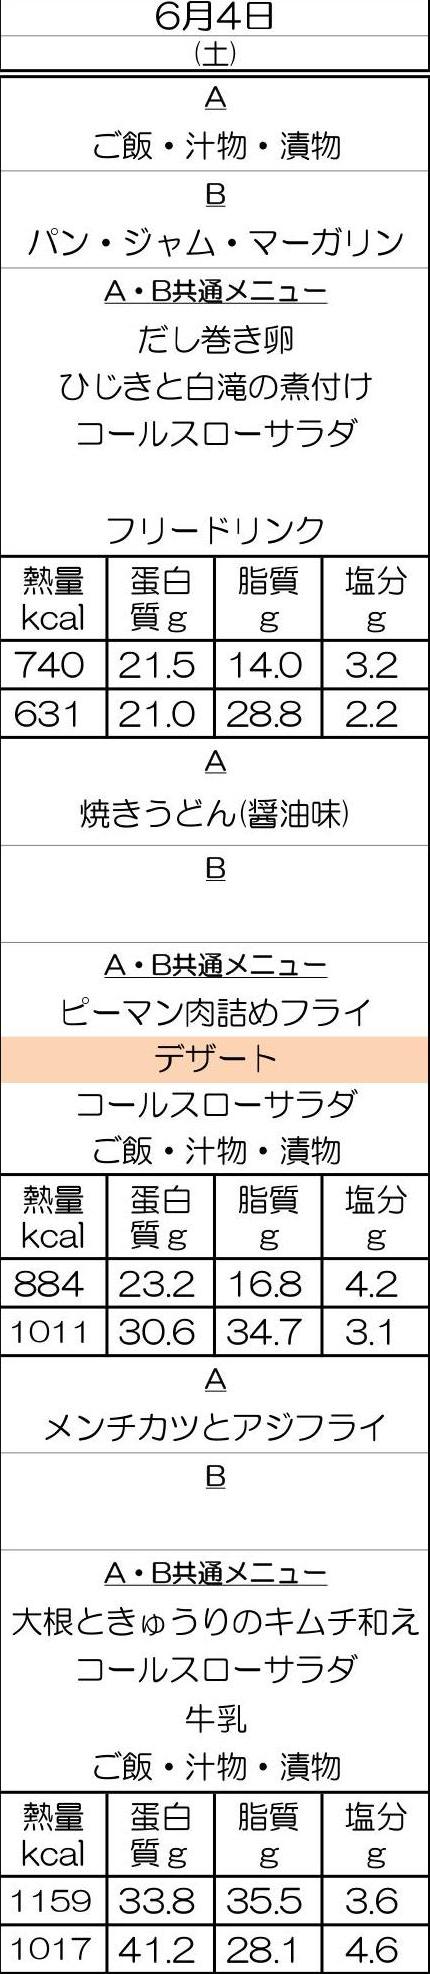 6月4日
(土)
A
ご飯・汁物・漬物
B
パン・ジャム・マーガリン
A・B共通メニュー
だし巻き卵
ひじきと白滝の煮付け
コールスローサラダ
フリードリンク
熱量 蛋白 脂質 塩分
kcal 質g g g
740 21.5 14.0 3.2
631 21.0 28.8 2.2
A
焼きうどん(醤油味)
B
A・B共通メニュー
ピーマン肉詰めフライ
デザート
コールスローサラダ
ご飯・汁物・漬物
熱量 蛋白 脂質 塩分
kcal 質g g g
884 23.2 16.8 4.2
1011 30.6 34.7 3.1
A
メンチカツとアジフライ
B
A・B共通メニュー
大根ときゅうりのキムチ和え
コールスローサラダ
牛乳
ご飯・汁物・漬物
熱量 蛋白 脂質 塩分
kcal 質g g g
1159 33.8 35.5 3.6
1017 41.2 28.1 4.6